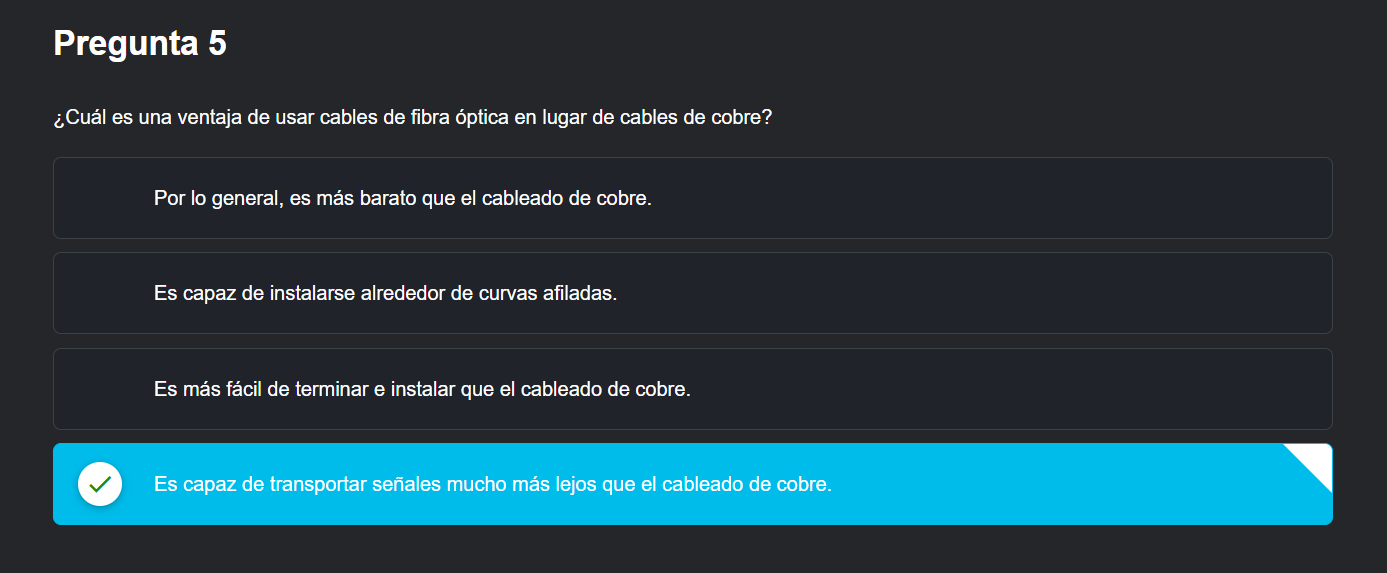 Pregunta 5
¿Cuál es una ventaja de usar cables de fibra óptica en lugar de cables de cobre?
Por lo general, es más barato que el cableado de cobre.
Es capaz de instalarse alrededor de curvas afiladas.
Es más fácil de terminar e instalar que el cableado de cobre.
Es capaz de transportar señales mucho más lejos que el cableado de cobre.